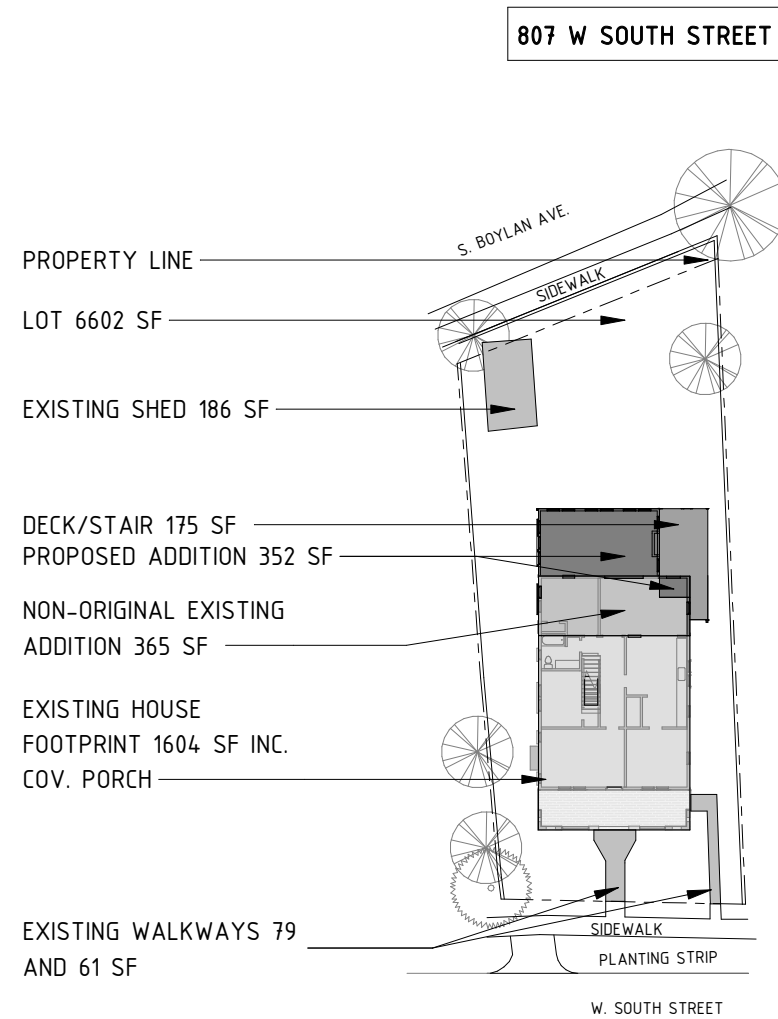 807 W SOUTH STREET
S. BOYLAN AVE.
SIDEWALK
PROPERTY LINE
LOT 6602 SF
EXISTING SHED 186 SF
DECK/STAIR 175 SF
PROPOSED ADDITION 352 SF
NON-ORIGINAL EXISTING
ADDITION 365 SF
EXISTING HOUSE
FOOTPRINT 1604 SF INC.
COV. PORCH
EXISTING WALKWAYS 79
AND 61 SF
SIDEWALK
PLANTING STRIP
W. SOUTH STREET